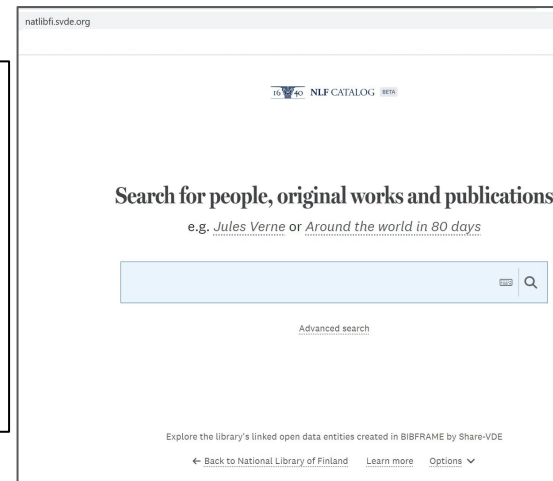 natlibfi.svde.org
16 40 NLF CATALOG BETA
Search for people, original works and publications
e.g. Jules Verne or Around the world in 80 days
Advanced search
Explore the library's linked open data entities created in BIBFRAME by Share-VDE
← Back to National Library of Finland Learn more Options